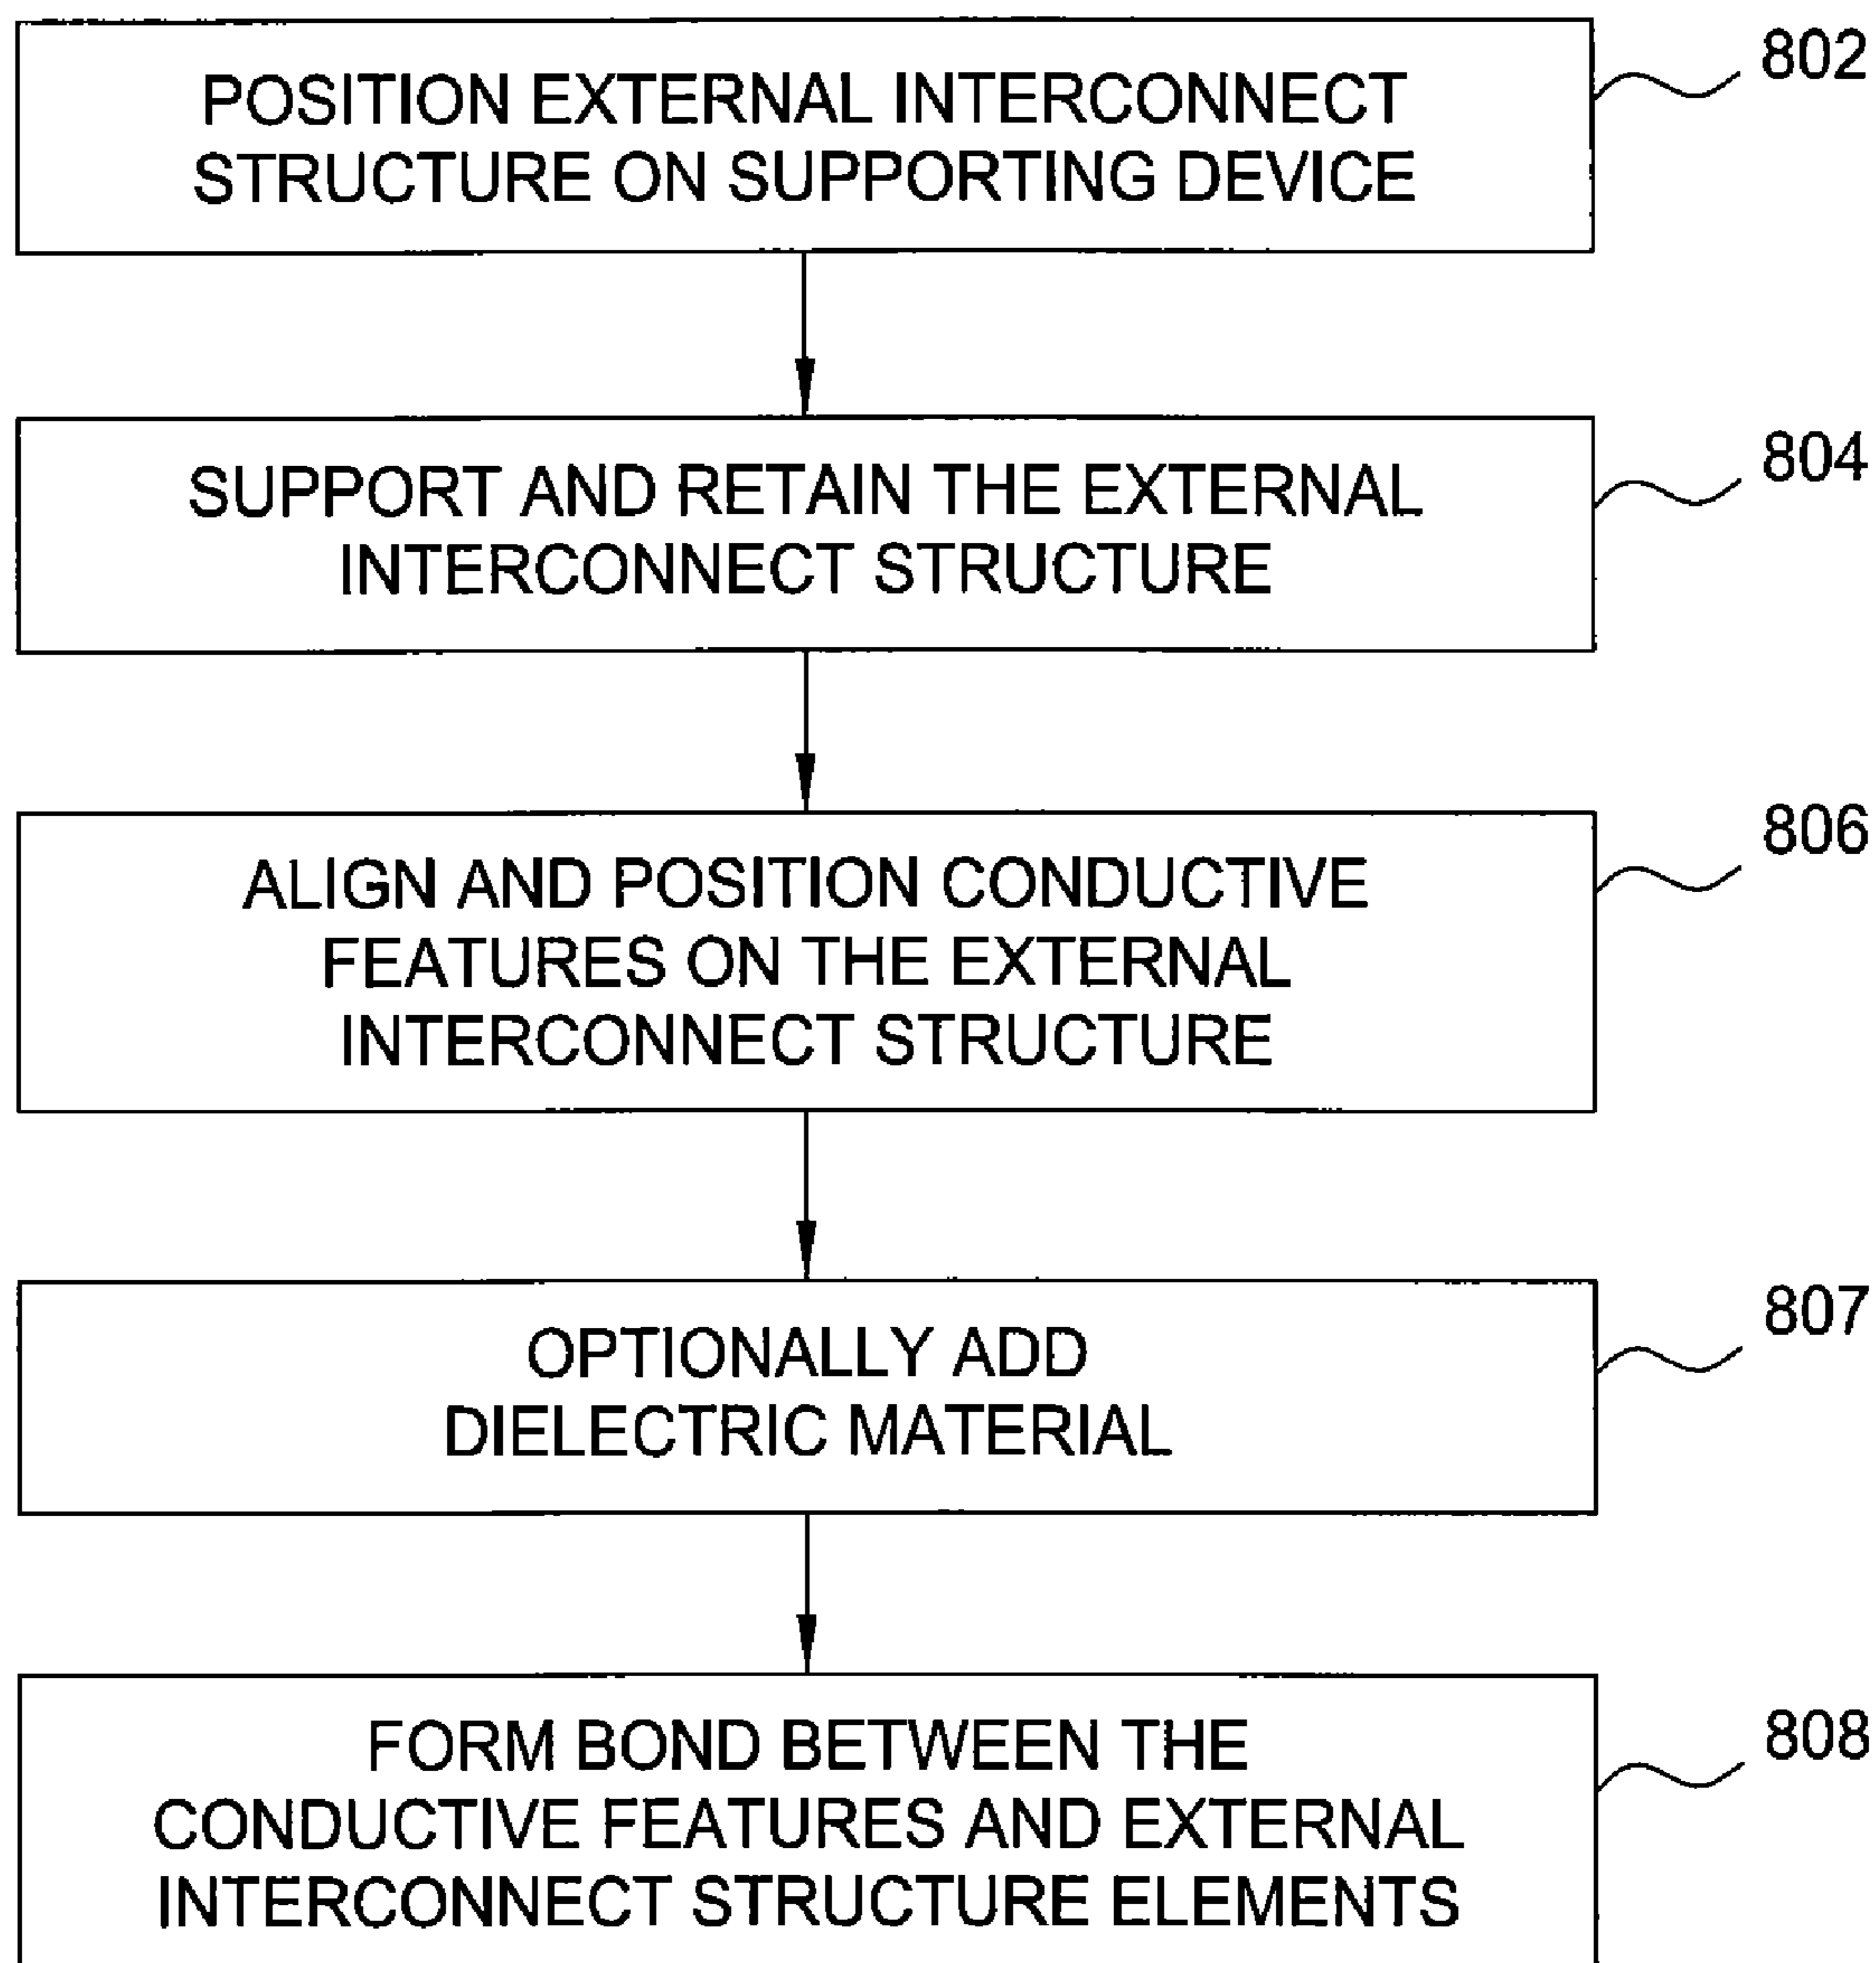 802
POSITION EXTERNAL INTERCONNECT
STRUCTURE ON SUPPORTING DEVICE
804
SUPPORT AND RETAIN THE EXTERNAL
INTERCONNECT STRUCTURE
806
ALIGN AND POSITION CONDUCTIVE
FEATURES ON THE EXTERNAL
INTERCONNECT STRUCTURE
807
OPTIONALLY ADD
DIELECTRIC MATERIAL
808
FORM BOND BETWEEN THE
CONDUCTIVE FEATURES AND EXTERNAL
INTERCONNECT STRUCTURE ELEMENTS